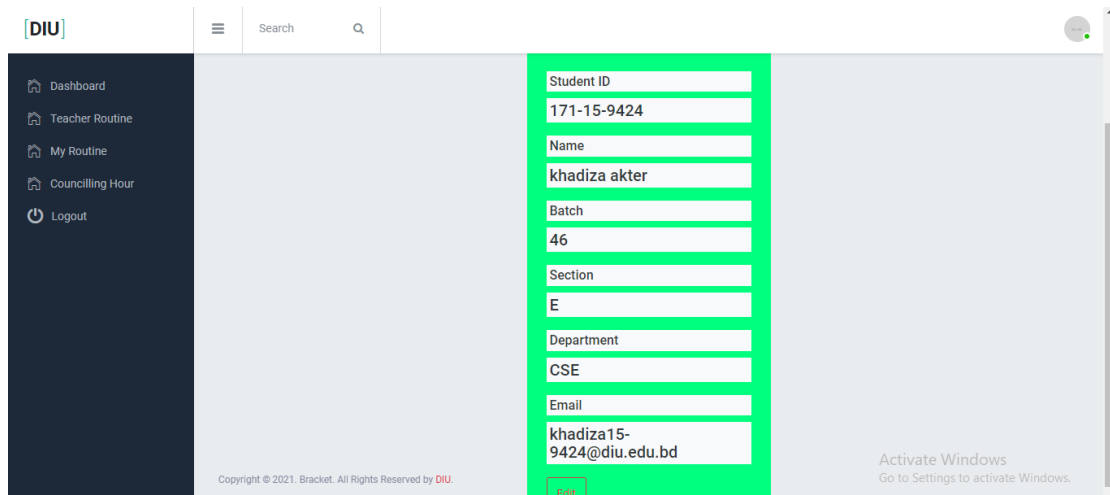 [DIU]
Search
Dashboard
Teacher Routine
My Routine
Councilling Hour
Logout
Student ID
171-15-9424
Name
khadiza akter
Batch
46
Section
E
Department
CSE
Email
khadiza15-
9424@diu.edu.bd
Edit
Copyright © 2021. Bracket. All Rights Reserved by DIU.
Activate Windows
Go to Settings to activate Windows.